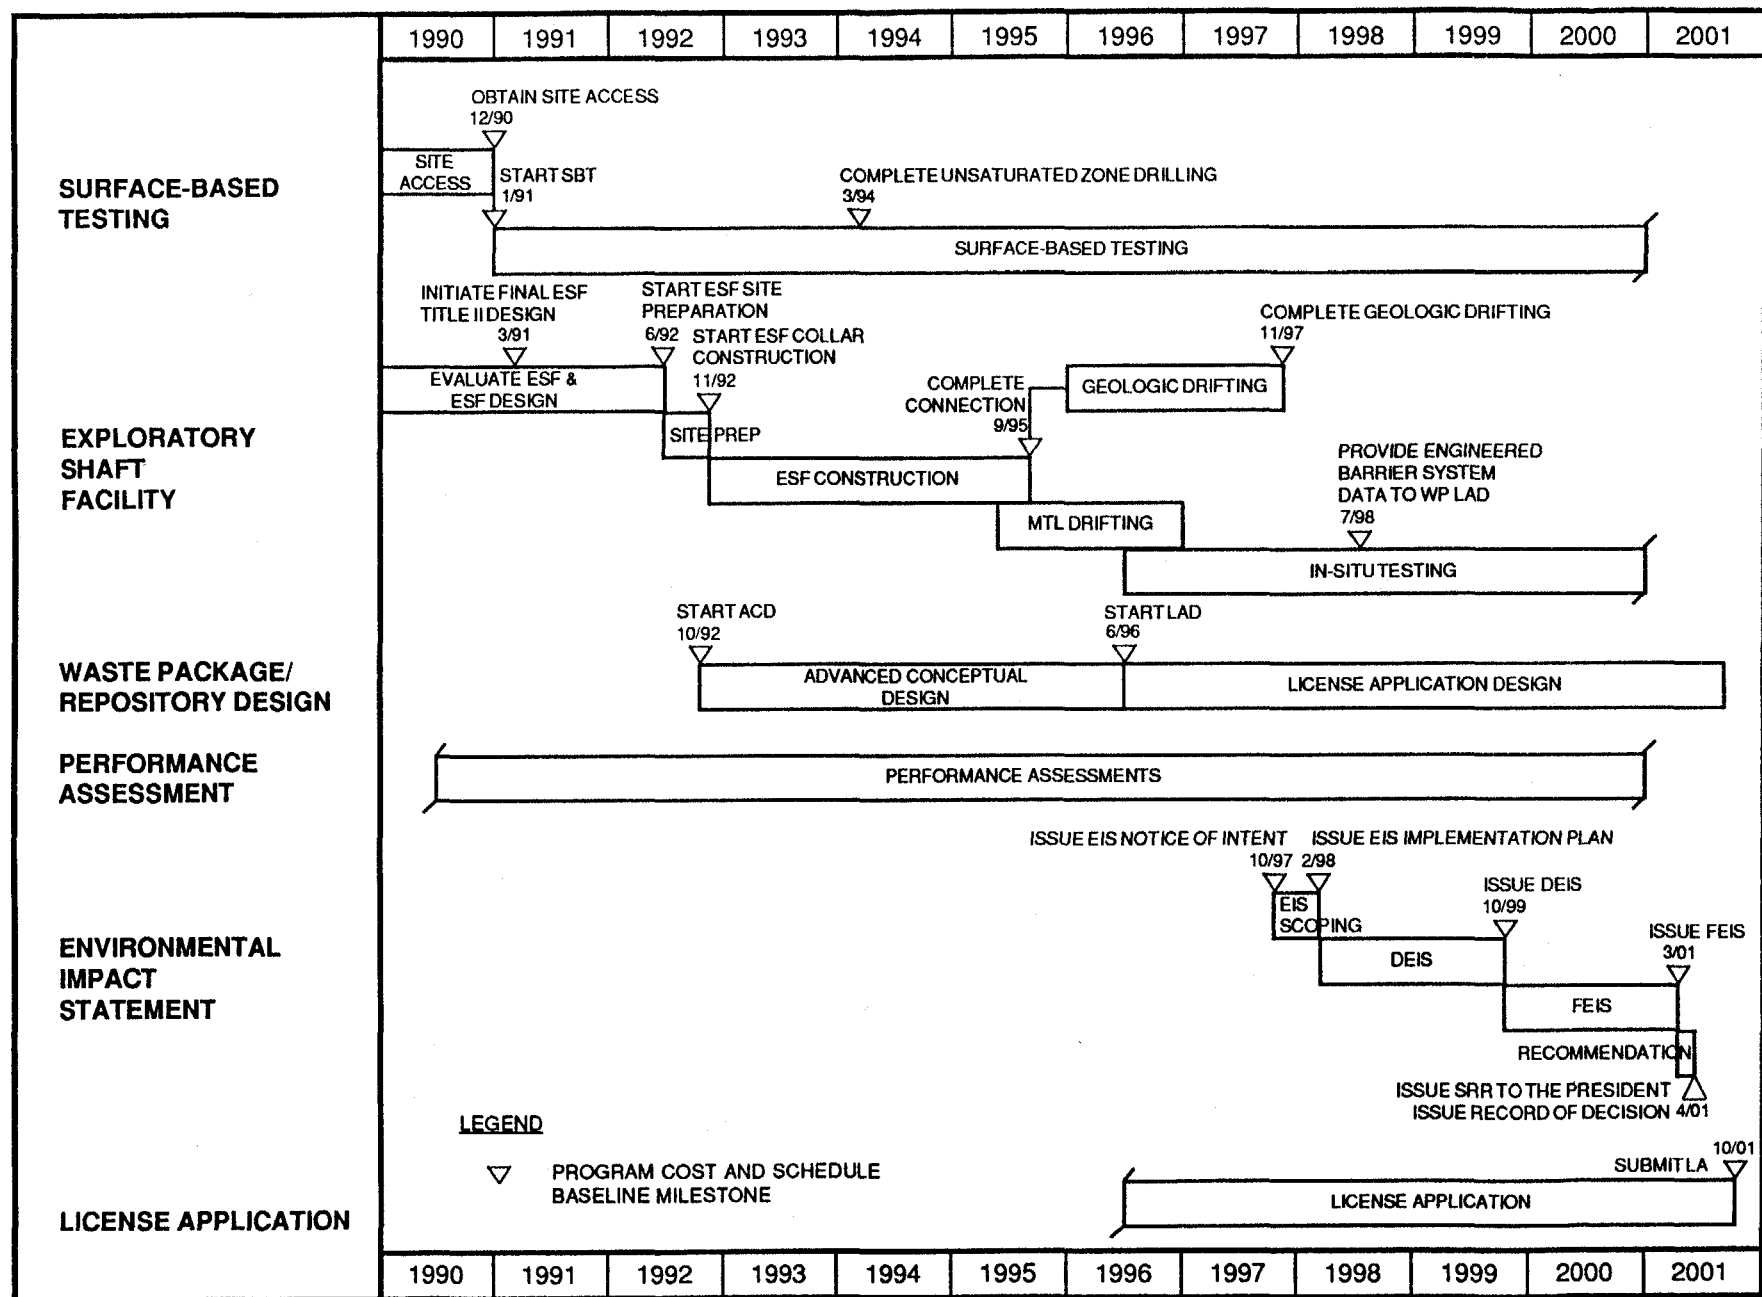 1990 1991 1992 1993 1994 1995 1996 1997 1998 1999 2000 2001
SURFACE-BASED
TESTING
OBTAIN SITE ACCESS
12/90
SITE
ACCESS
START SBT
1/91
COMPLETE UNSATURATED ZONE DRILLING
3/94
SURFACE-BASED TESTING
EXPLORATORY
SHAFT
FACILITY
INITIATE FINAL ESF
TITLE II DESIGN
3/91
START ESF SITE
PREPARATION
6/92
START ESF COLLAR
CONSTRUCTION
11/92
EVALUATE ESF &
ESF DESIGN
SITE PREP
COMPLETE
CONNECTION
9/95
COMPLETE GEOLOGIC DRIFTING
11/97
GEOLOGIC DRIFTING
ESF CONSTRUCTION
MTL DRIFTING
PROVIDE ENGINEERED
BARRIER SYSTEM
DATA TO WP LAD
7/98
IN-SITU TESTING
WASTE PACKAGE/
REPOSITORY DESIGN
START ACD
10/92
START LAD
6/96
ADVANCED CONCEPTUAL
DESIGN
LICENSE APPLICATION DESIGN
PERFORMANCE
ASSESSMENT
PERFORMANCE ASSESSMENTS
ENVIRONMENTAL
IMPACT
STATEMENT
ISSUE EIS NOTICE OF INTENT
10/97
ISSUE EIS IMPLEMENTATION PLAN
2/98
EIS
SCOPING
ISSUE DEIS
10/99
DEIS
ISSUE FEIS
3/01
FEIS
RECOMMENDATION
ISSUE SRR TO THE PRESIDENT
ISSUE RECORD OF DECISION 4/01
LEGEND
PROGRAM COST AND SCHEDULE
BASELINE MILESTONE
LICENSE APPLICATION
10/01
SUBMIT LA
LICENSE APPLICATION
1990 1991 1992 1993 1994 1995 1996 1997 1998 1999 2000 2001